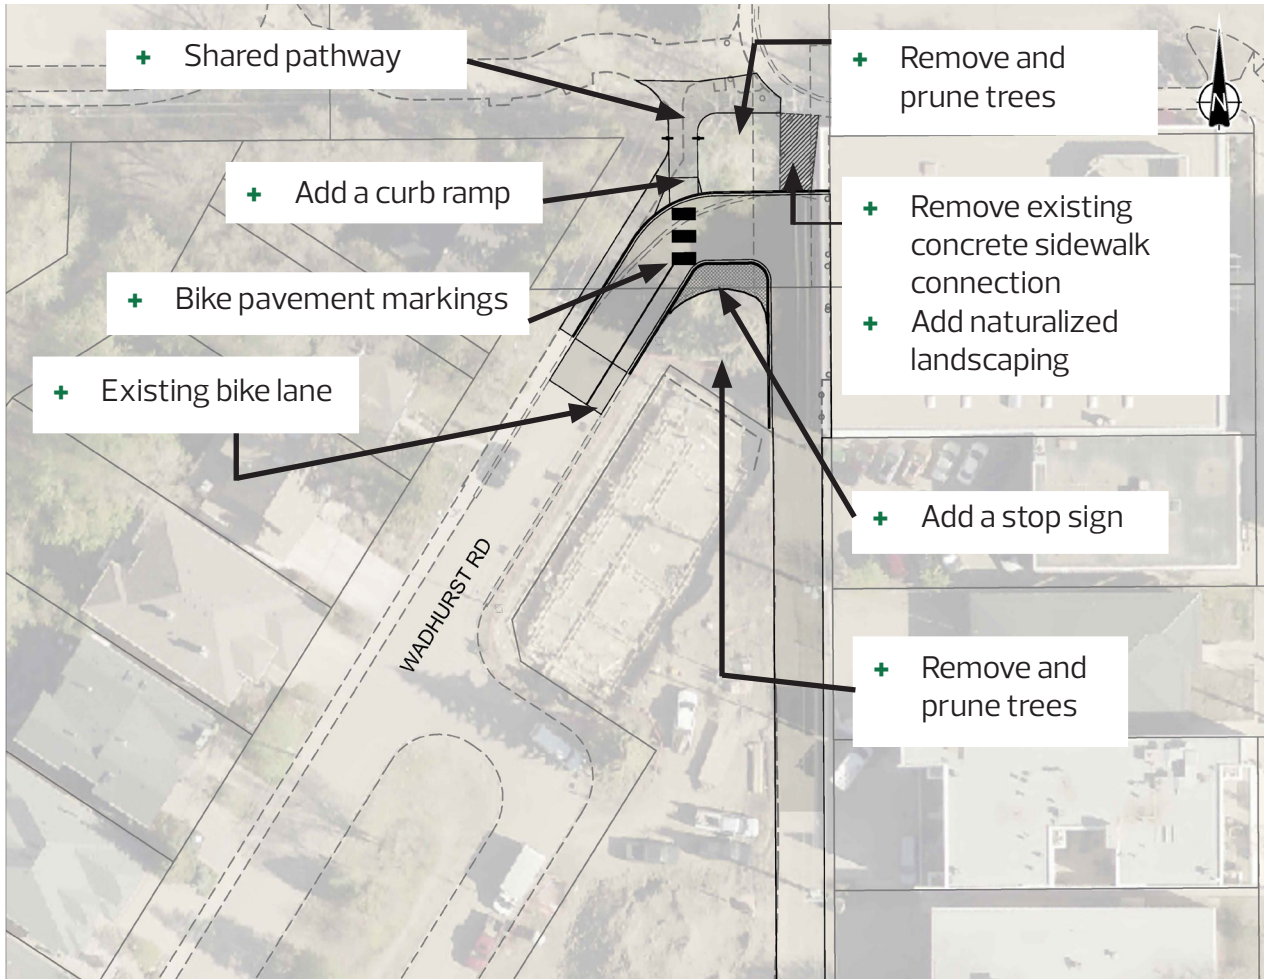 + Shared pathway
+ Remove and
prune trees
N
+ Add a curb ramp
+ Remove existing
concrete sidewalk
connection
+ Add naturalized
landscaping
+ Bike pavement markings
+ Existing bike lane
+ Add a stop sign
WADHURST RD
+ Remove and
prune trees